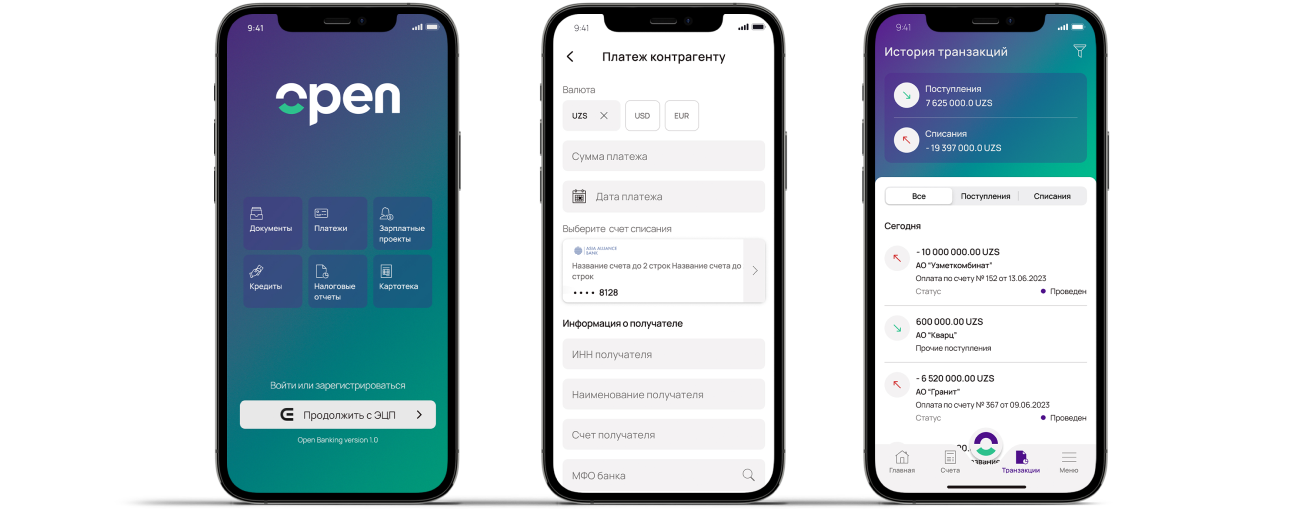 9:41
open
Документы
Платежи
Зарплатные
проекты
Кредиты
Налоговые
отчеты
Картотека
Войти или зарегистрироваться
Продолжить с ЭЦП
Open Banking version 1.0
9:41
Платеж контрагенту
Валюта
UZS
USD
EUR
Сумма платежа
Дата платежа
Выберите счет списания
ASIA ALLIANCE
BANK
Название счета до 2 строк Название счета до
строк
•••• 8128
Информация о получателе
ИНН получателя
Наименование получателя
Счет получателя
МФО банка
9:41
История транзакций
Поступления
7 625 000.0 UZS
Списания
- 19 397 000.0 UZS
Все
Поступления
Списания
Сегодня
- 10 000 000.00 UZS
АО "Узметкомбинат"
Оплата по счету № 152 от 13.06.2023
Статус
Проведен
600 000.00 UZS
АО "Кварц"
Прочие поступления
- 6 520 000.00 UZS
АО "Гранит"
Оплата по счету № 367 от 09.06.2023
Статус
Проведен
Главная
Счета
Транзакции
Меню